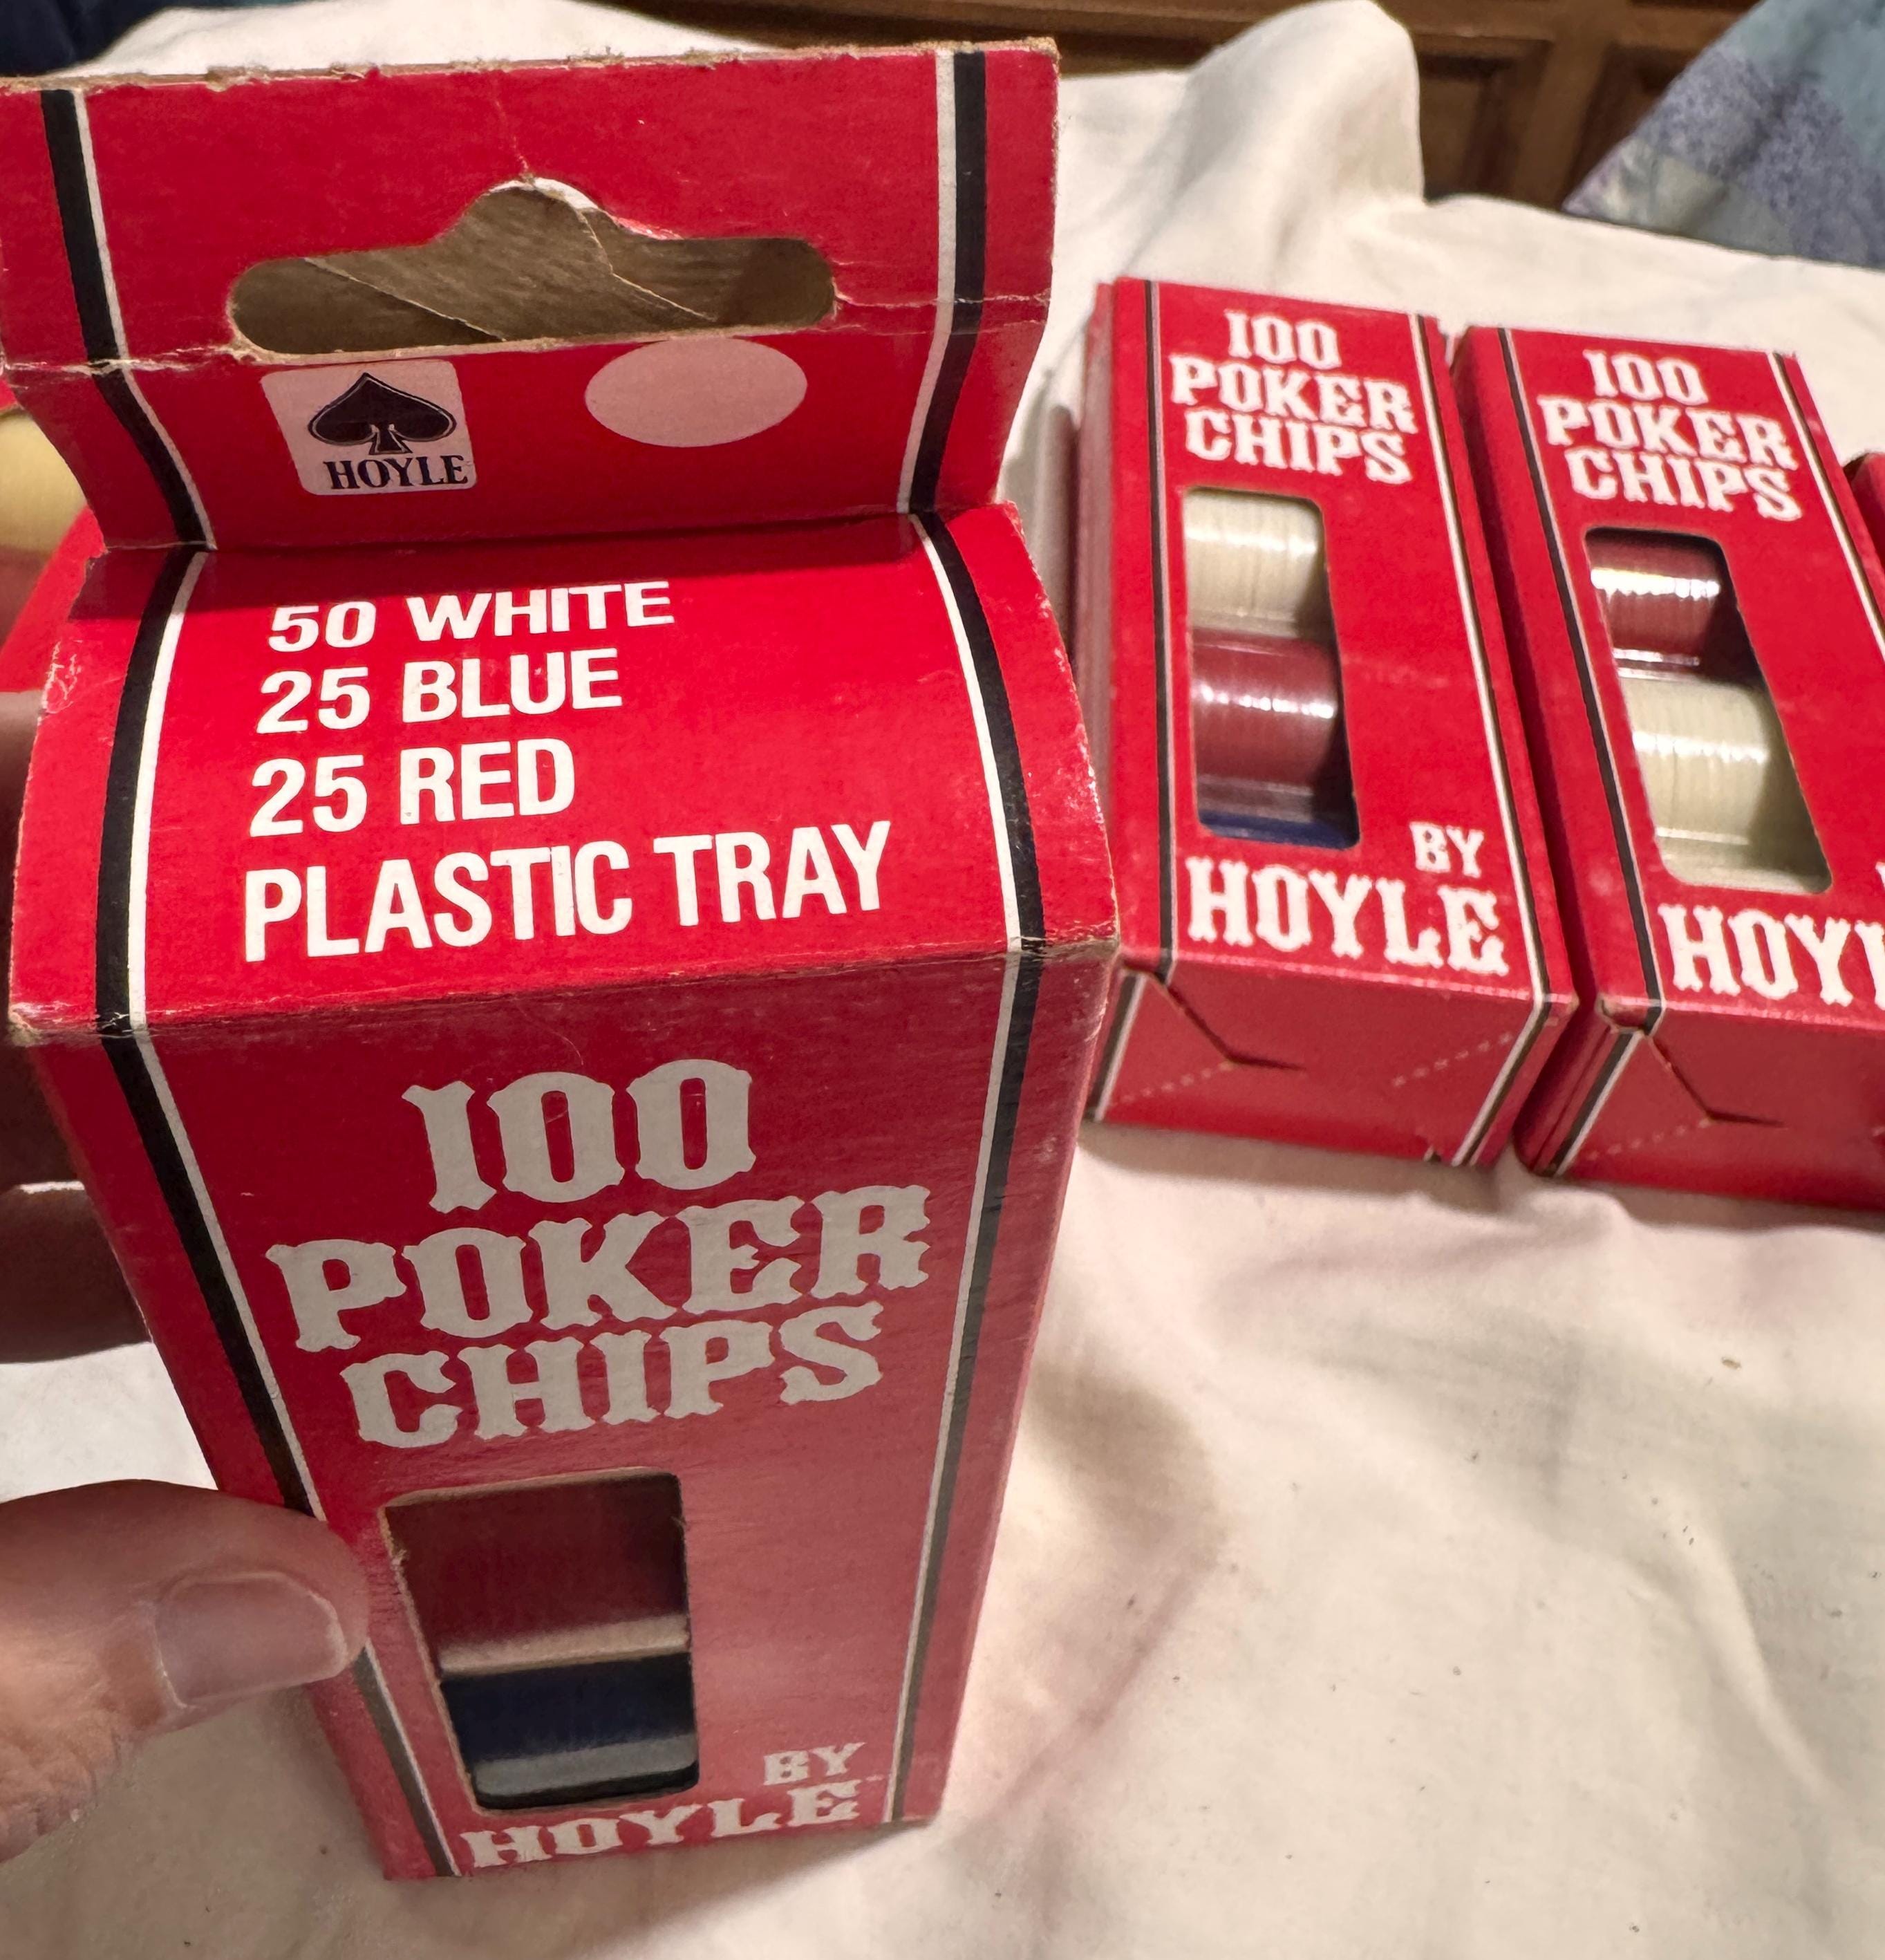 HOYLE
50 WHITE
25 BLUE
25 RED
PLASTIC TRAY
100
POKER
CHIPS
BY
HOYLE
100
POKER
CHIPS
BY
HOYLE
100
POKER
CHIPS
HOYL